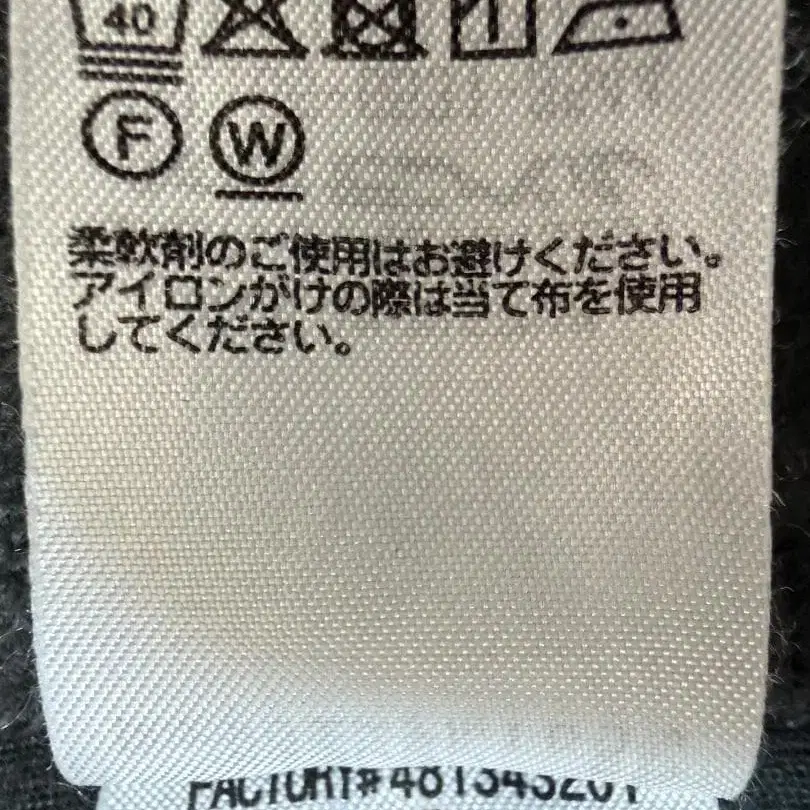 40
F W
柔軟剤のご使用はお避けください。
アイロンがけの際は当て布を使用
してください。
FACTORY#